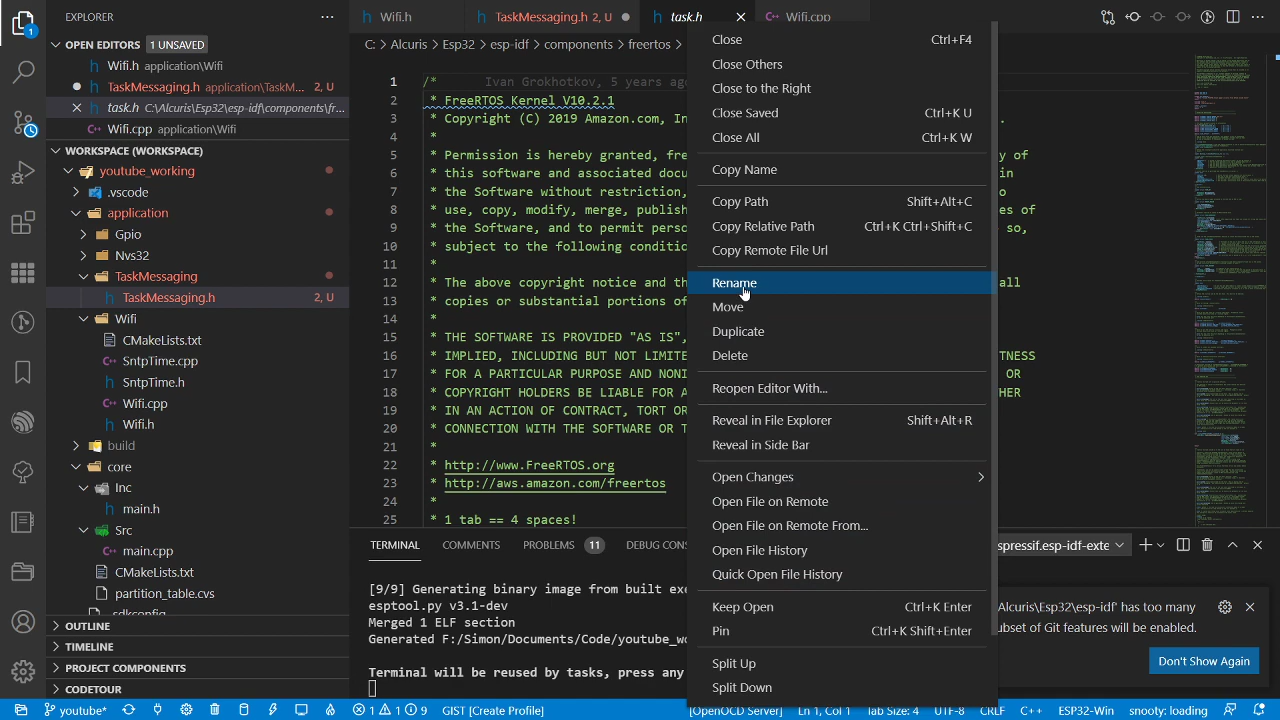 EXPLORER
OPEN EDITORS 1 UNSAVED
Wifi.h application\Wifi
TaskMessaging.h application\TaskM... 2, U
task.h C:\Alcuris\Esp32\esp-idf\components\fr...
Wifi.cpp application\Wifi
WORKSPACE (WORKSPACE)
youtube_working
.vscode
application
Gpio
Nvs32
TaskMessaging
TaskMessaging.h 2, U
Wifi
CMakeLists.txt
SntpTime.cpp
SntpTime.h
Wifi.cpp
Wifi.h
build
core
Inc
main.h
Src
main.cpp
CMakeLists.txt
partition_table.cvs
sdkconfig
OUTLINE
TIMELINE
PROJECT COMPONENTS
CODETOUR
Wifi.h TaskMessaging.h 2, U task.h Wifi.cpp
C: > Alcuris > Esp32 > esp-idf > components > freertos >
1 /* Ivan Grokhotkov, 5 years ago
2 * FreeRTOS Kernel V10.2.1
3 * Copyright (C) 2019 Amazon.com, In
4 *
5 * Permission is hereby granted, fre y of
6 * this software and associated docu in
7 * the Software without restriction,
8 * use, copy, modify, merge, publish es of
9 * the Software, and to permit perso so,
10 * subject to the following conditio
11 *
12 * The above copyright notice and th all
13 * copies or substantial portions of
14 *
15 * THE SOFTWARE IS PROVIDED "AS IS",
16 * IMPLIED, INCLUDING BUT NOT LIMITE TNESS
17 * FOR A PARTICULAR PURPOSE AND NONI OR
18 * COPYRIGHT HOLDERS BE LIABLE FOR A HER
19 * IN AN ACTION OF CONTRACT, TORT OR
20 * CONNECTION WITH THE SOFTWARE OR T
21 *
22 * http://www.FreeRTOS.org
23 * http://aws.amazon.com/freertos
24 *
25 * 1 tab == 4 spaces!
Close Ctrl+F4
Close Others
Close to the Right
Close Saved Ctrl+K U
Close All Ctrl+K W
Copy Path Shift+Alt+C
Copy Relative Path
Copy Remote File Url
Rename
Move
Duplicate
Reopen Editor With...
Shift+Alt+R
Reveal in Side Bar
Open Changes
Open File on Remote
Open File on Remote From...
Open File History
Quick Open File History
Keep Open Ctrl+K Enter
Pin Ctrl+K Shift+Enter
Split Up
Split Down
TERMINAL COMMENTS PROBLEMS 11 DEBUG CONS
spressif.esp-idf-exte
[9/9] Generating binary image from built exe
esptool.py v3.1-dev
Merged 1 ELF section
Generated F:/Simon/Documents/Code/youtube_wo
Terminal will be reused by tasks, press any
Alcuris\Esp32\esp-idf' has too many
ubset of Git features will be enabled.
Don't Show Again
youtube* 1 1 9 GIST [Create Profile] [OpenOCD Server] Ln 1, Col 1 Tab Size: 4 UTF-8 CRLF C++ ESP32-Win snooty: loading